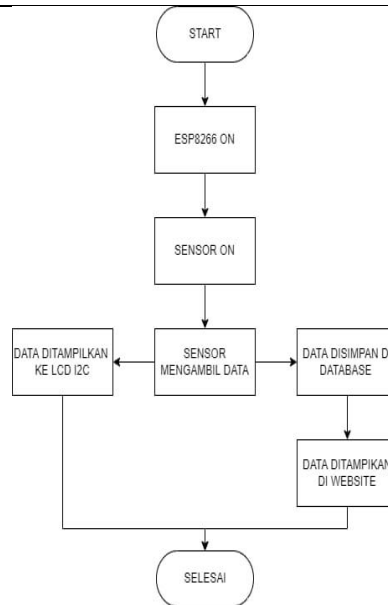 START
ESP8266 ON
SENSOR ON
DATA DITAMPILKAN
KE LCD I2C
SENSOR
MENGAMBIL DATA
DATA DISIMPAN D
DATABASE
DATA DITAMPIKAN
DI WEBSITE
SELESAI